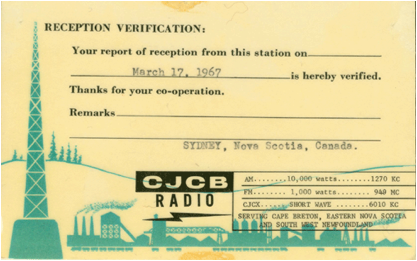 RECEPTION VERIFICATION:
Your report of reception from this station on
March 17, 1967 is hereby verified.
Thanks for your co-operation.
Remarks
SYDNEY, Nova Scotia, Canada.
CJCB
RADIO
AM........10,000 watts........1270 KC
FM........ 1,000 watts........ 949 MC
CJCX......SHORT WAVE ......6010 KC
SERVING CAPE BRETON, EASTERN NOVA SCOTIA
AND SOUTH WEST NEWFOUNDLAND